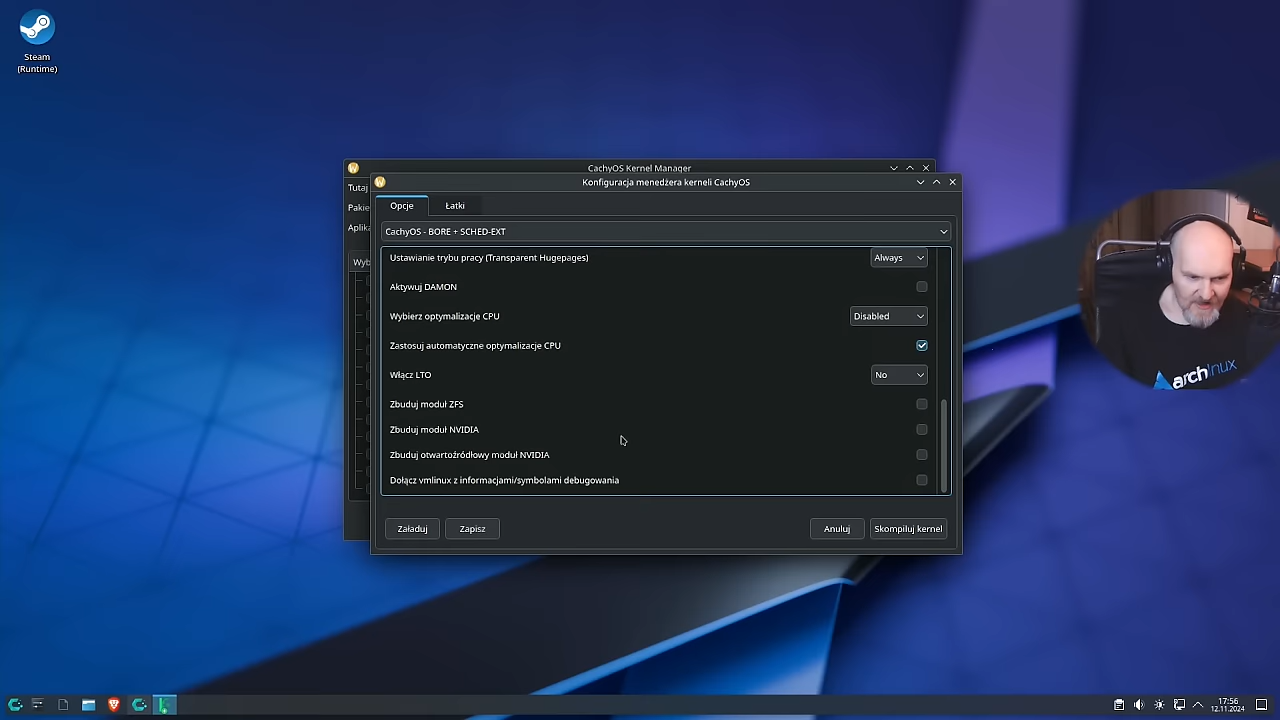 Steam
(Runtime)
CachyOS Kernel Manager
Tutaj
Pakie
Aplika
Wyb
Konfiguracja menedżera kerneli CachyOS
Opcje
Łatki
CachyOS - BORE + SCHED-EXT
Ustawianie trybu pracy (Transparent Hugepages)
Always
Aktywuj DAMON
Wybierz optymalizacje CPU
Disabled
Zastosuj automatyczne optymalizacje CPU
Włącz LTO
No
Zbuduj moduł ZFS
Zbuduj moduł NVIDIA
Zbuduj otwartoźródłowy moduł NVIDIA
Dołącz vmlinux z informacjami/symbolami debugowania
Załaduj
Zapisz
Anuluj
Skompiluj kernel
archlinux
17:56
12.11.2024